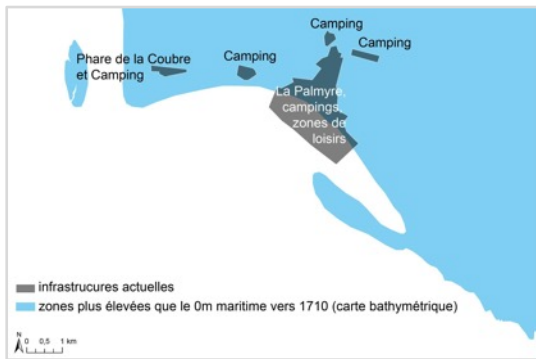 Camping
Phare de la Coubre
et Camping
Camping
Camping
La Palmyre,
campings,
zones de
loisirs
infrastrucures actuelles
zones plus élevées que le 0m maritime vers 1710 (carte bathymétrique)
N
0 0,5 1 km